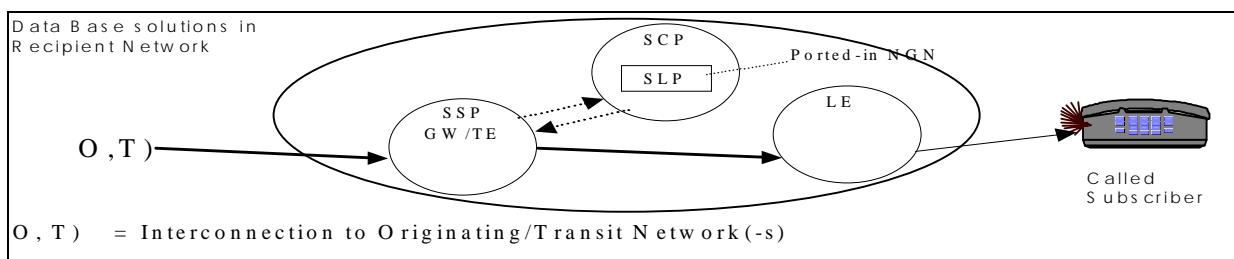 Data Base solutions in
Recipient Network
SCP
SLP
Ported-in NGN
SSP
GW/TE
LE
O,T)
Called
Subscriber
O,T) = Interconnection to Originating/Transit Network(-s)